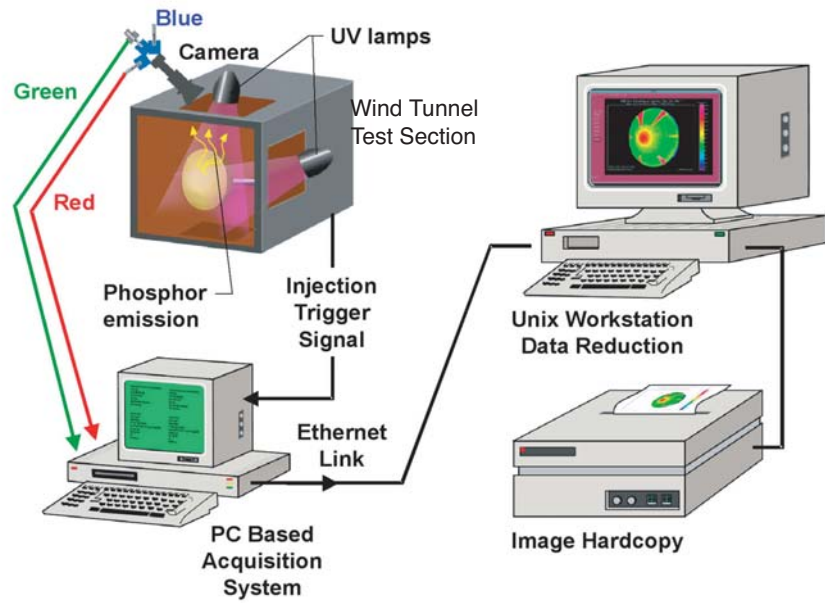 Blue
Camera
UV lamps
Green
Wind Tunnel
Test Section
Red
Phosphor
emission
Injection
Trigger
Signal
Unix Workstation
Data Reduction
Ethernet
Link
PC Based
Acquisition
System
Image Hardcopy